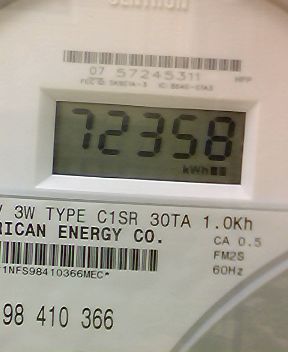 07 57245311
72358
kWh
V 3W TYPE C1SR 30TA 1.0Kh
RICAN ENERGY CO.
CA 0.5
FM2S
60Hz
1NFS98410366MEC*
98 410 366